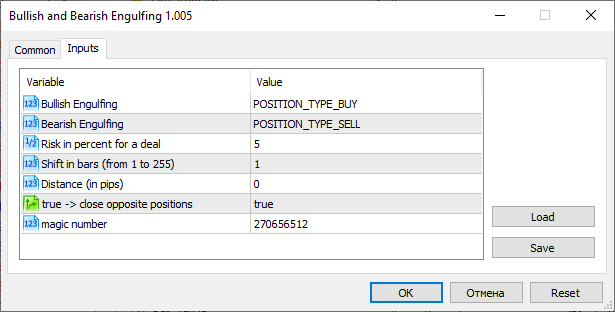 Bullish and Bearish Engulfing 1.005
Common Inputs
Variable Value
123 Bullish Engulfing POSITION_TYPE_BUY
123 Bearish Engulfing POSITION_TYPE_SELL
1/2 Risk in percent for a deal 5
123 Shift in bars (from 1 to 255) 1
123 Distance (in pips) 0
true -> close opposite positions true
123 magic number 270656512
Load
Save
OK Отмена Reset